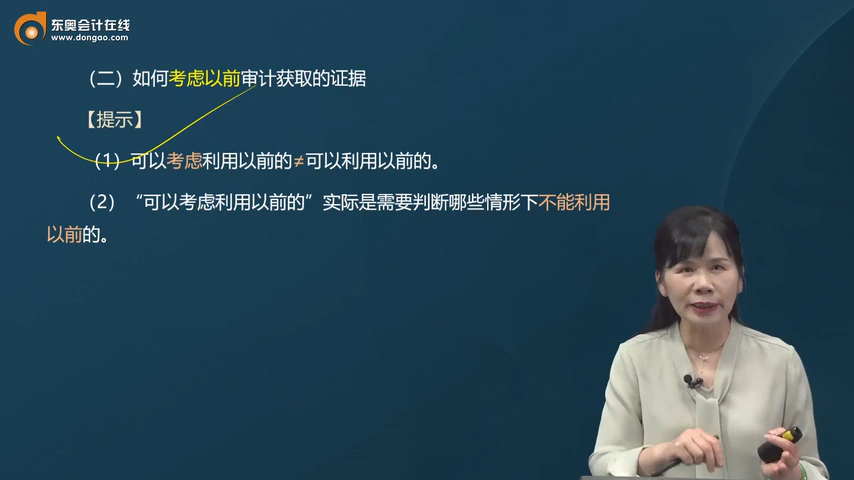 东奥会计在线
www.dongao.com
（二）如何考虑以前审计获取的证据
【提示】
（1）可以考虑利用以前的≠可以利用以前的。
（2）“可以考虑利用以前的”实际是需要判断哪些情形下不能利用
以前的。